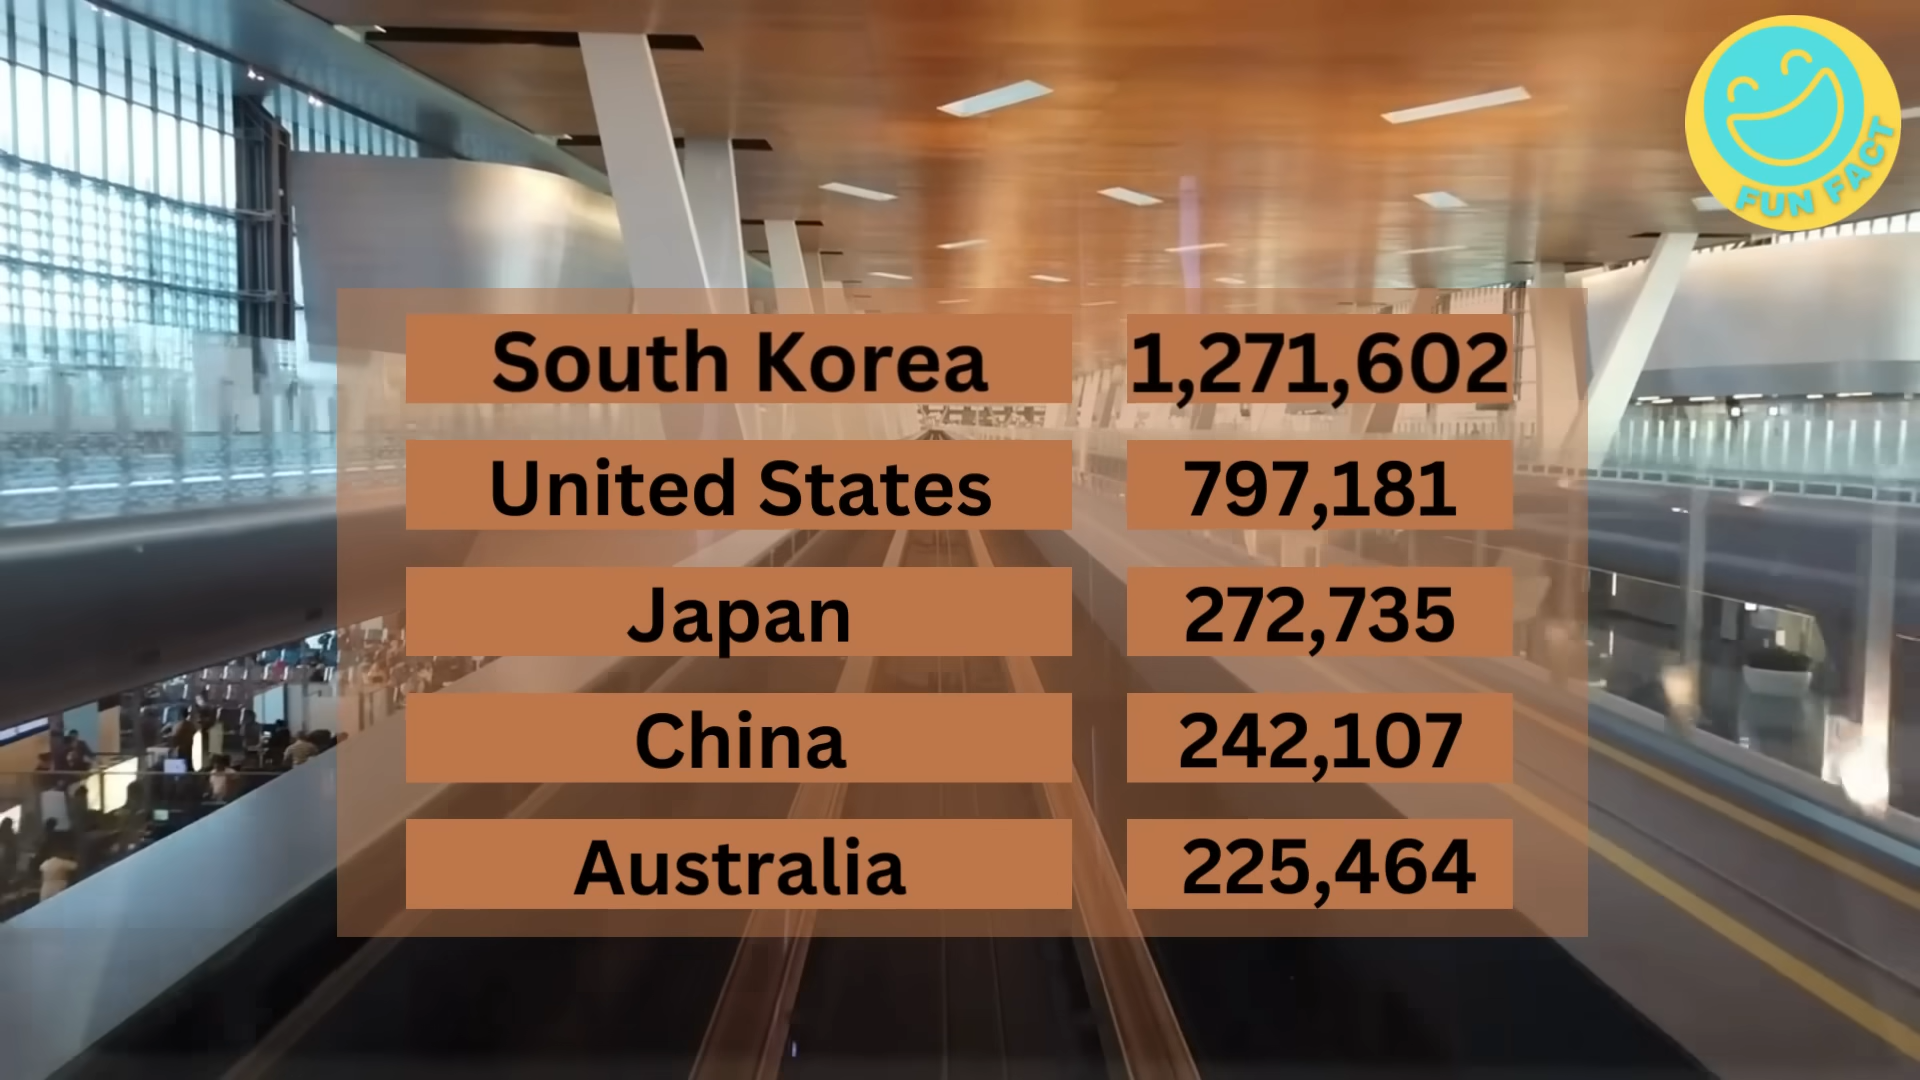 FUN FACT
South Korea 1,271,602
United States 797,181
Japan 272,735
China 242,107
Australia 225,464